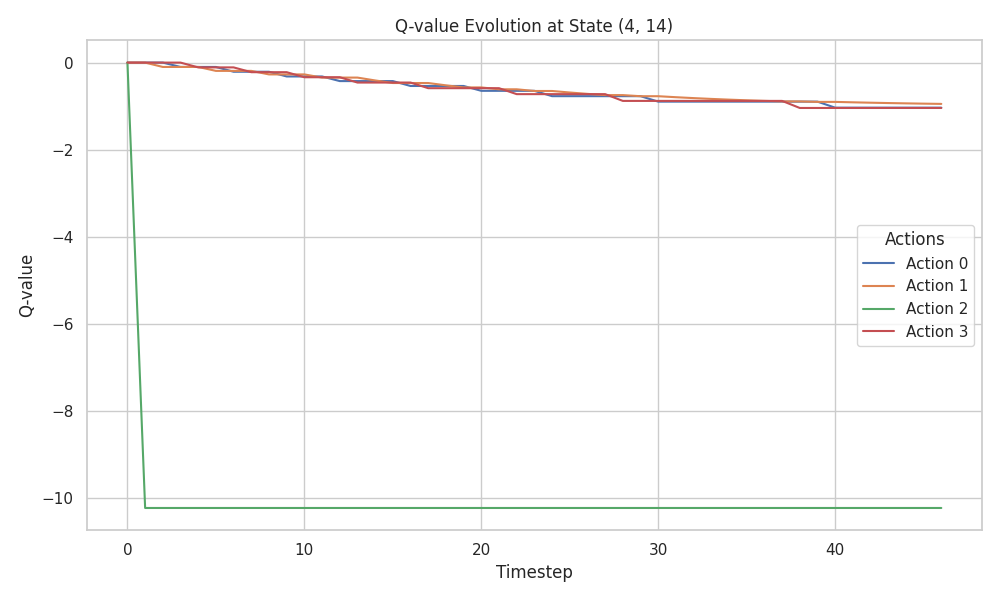 Q-value Evolution at State (4, 14)
0
−2
−4
−6
−8
−10
Q-value
Actions
Action 0
Action 1
Action 2
Action 3
0
10
20
30
40
Timestep